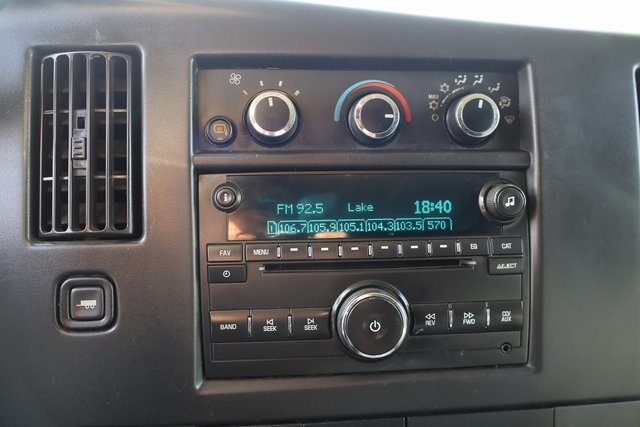 MAX
FM 92.5 Lake 18:40
1 106.7 105.9 105.1 104.3 103.5 570
FAV MENU EQ CAT
EJECT
BAND SEEK SEEK REV FWD CD/AUX